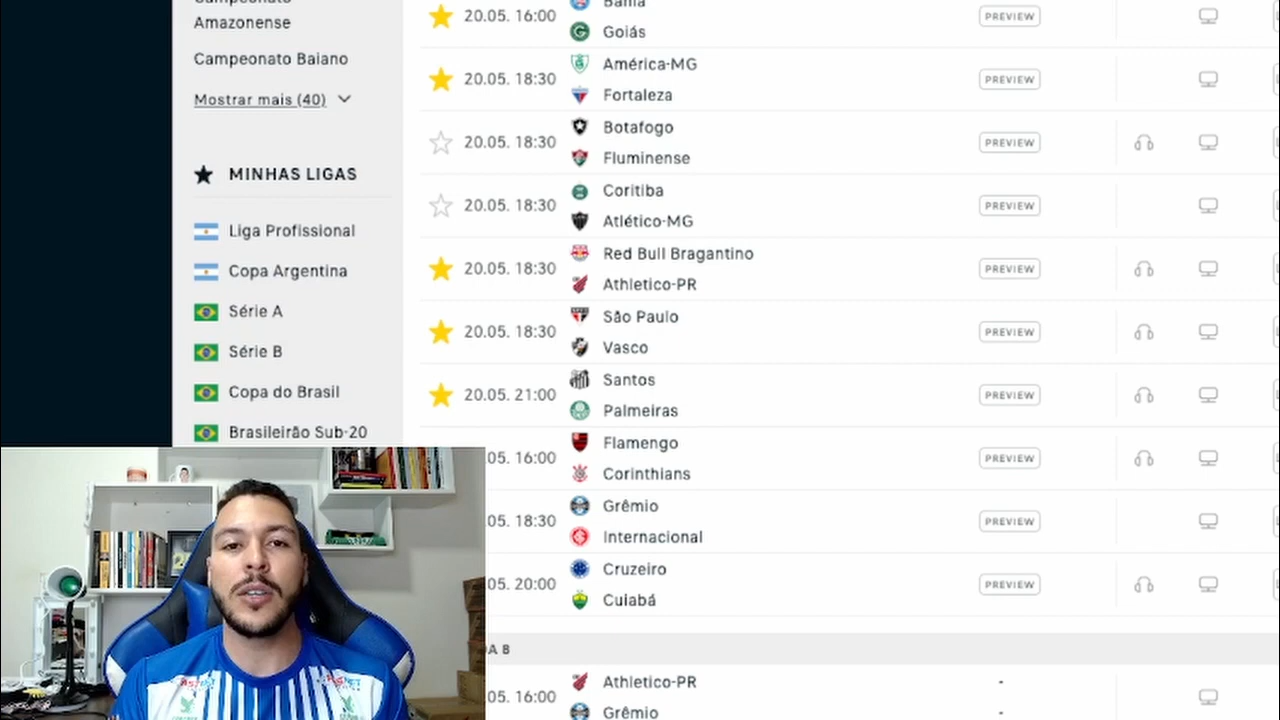 Campeonato
Amazonense
Campeonato Baiano
Mostrar mais (40)
MINHAS LIGAS
Liga Profissional
Copa Argentina
Série A
Série B
Copa do Brasil
Brasileirão Sub-20
20.05. 16:00
Bahia
Goiás
PREVIEW
20.05. 18:30
América-MG
Fortaleza
PREVIEW
20.05. 18:30
Botafogo
Fluminense
PREVIEW
20.05. 18:30
Coritiba
Atlético-MG
PREVIEW
20.05. 18:30
Red Bull Bragantino
Athletico-PR
PREVIEW
20.05. 18:30
São Paulo
Vasco
PREVIEW
20.05. 21:00
Santos
Palmeiras
PREVIEW
05. 16:00
Flamengo
Corinthians
PREVIEW
05. 18:30
Grêmio
Internacional
PREVIEW
05. 20:00
Cruzeiro
Cuiabá
PREVIEW
A 8
05. 16:00
Athletico-PR
-
Grêmio
-